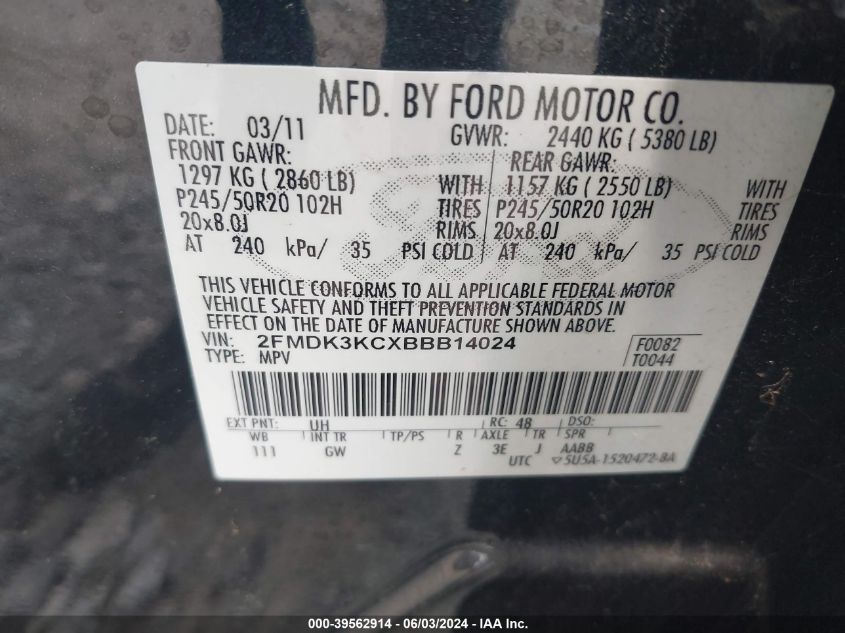 MFD. BY FORD MOTOR CO.
DATE: 03/11 GVWR: 2440 KG ( 5380 LB)
FRONT GAWR: REAR GAWR:
1297 KG ( 2860 LB) WITH 1157 KG ( 2550 LB) WITH
P245/50R20 102H TIRES P245/50R20 102H TIRES
20x8.0J RIMS 20x8.0J RIMS
AT 240 kPa/ 35 PSI COLD AT 240 kPa/ 35 PSI COLD
THIS VEHICLE CONFORMS TO ALL APPLICABLE FEDERAL MOTOR
VEHICLE SAFETY AND THEFT PREVENTION STANDARDS IN
EFFECT ON THE DATE OF MANUFACTURE SHOWN ABOVE.
VIN: 2FMDK3KCXBBB14024 F0082
TYPE: MPV T0044
EXT PNT: UH RC: 48 DSO:
WB INT TR TP/PS R AXLE TR SPR
111 GW Z 3E J AABB
UTC ▽5U5A-1520472-BA
000-39562914 - 06/03/2024 - IAA Inc.